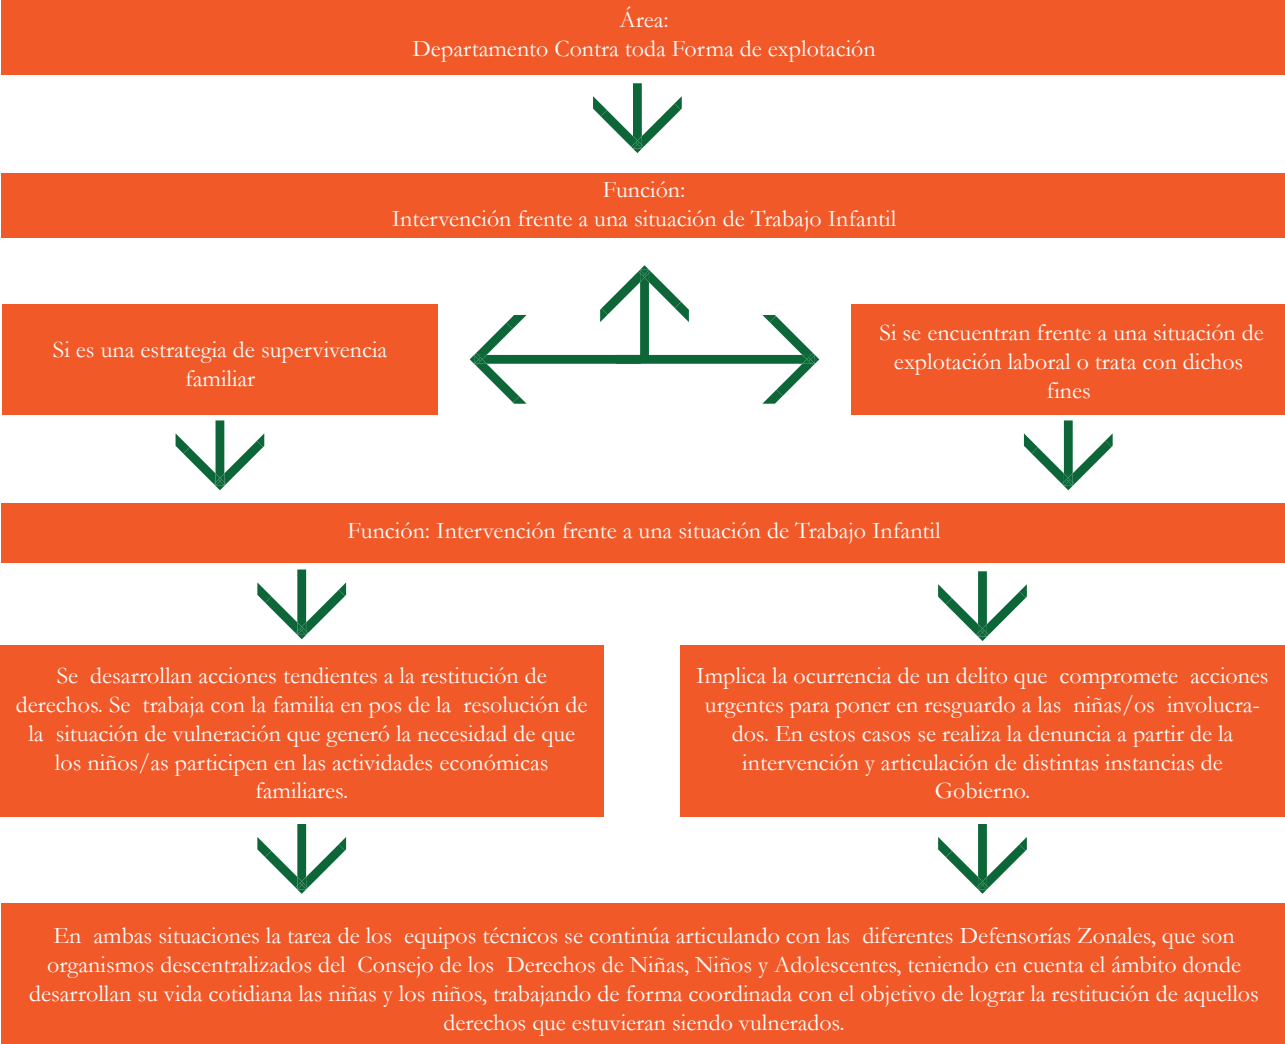 Área:
Departamento Contra toda Forma de explotación
Función:
Intervención frente a una situación de Trabajo Infantil
Si es una estrategia de supervivencia
familiar
Si se encuentran frente a una situación de
explotación laboral o trata con dichos
fines
Función: Intervención frente a una situación de Trabajo Infantil
Se desarrollan acciones tendientes a la restitución de
derechos. Se trabaja con la familia en pos de la resolución de
la situación de vulneración que generó la necesidad de que
los niños/as participen en las actividades económicas
familiares.
Implica la ocurrencia de un delito que compromete acciones
urgentes para poner en resguardo a las niñas/os involucra-
dos. En estos casos se realiza la denuncia a partir de la
intervención y articulación de distintas instancias de
Gobierno.
En ambas situaciones la tarea de los equipos técnicos se continúa articulando con las diferentes Defensorías Zonales, que son
organismos descentralizados del Consejo de los Derechos de Niñas, Niños y Adolescentes, teniendo en cuenta el ámbito donde
desarrollan su vida cotidiana las niñas y los niños, trabajando de forma coordinada con el objetivo de lograr la restitución de aquellos
derechos que estuvieran siendo vulnerados.